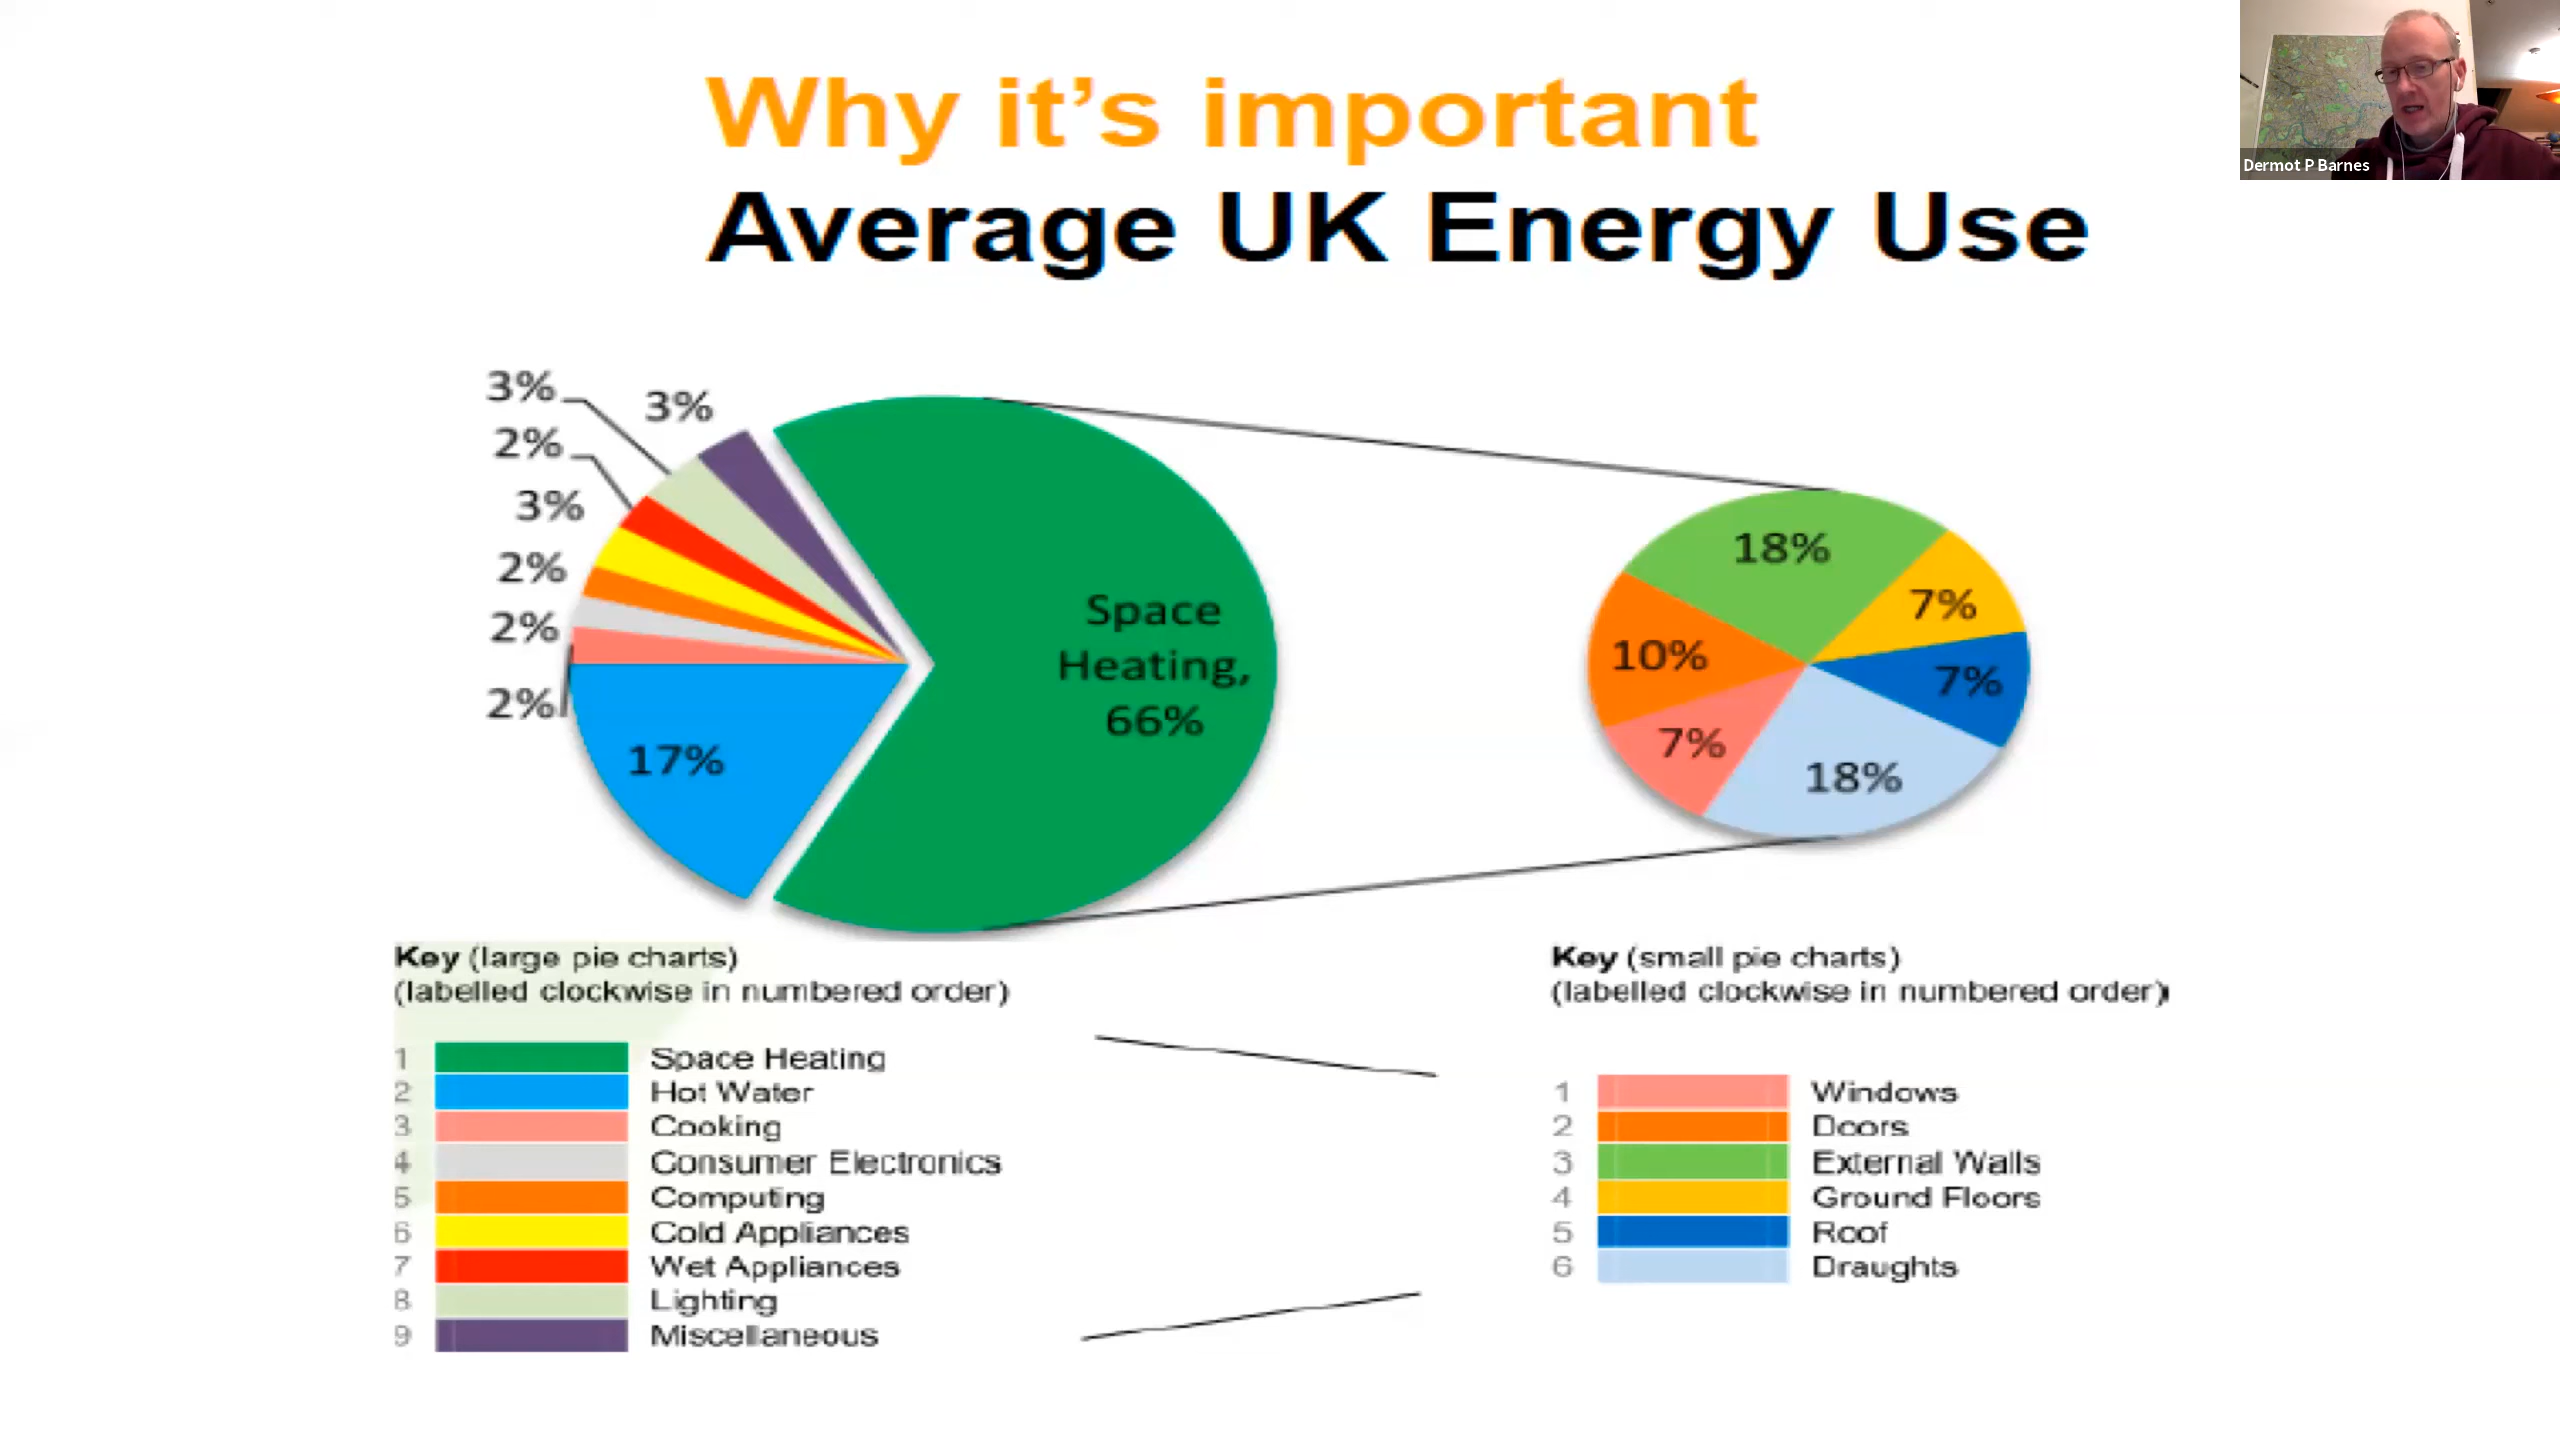 Why it's important
Average UK Energy Use
Dermot P Barnes
3%
3%
2%
3%
2%
2%
2%
17%
Space
Heating,
66%
18%
7%
10%
7%
7%
18%
Key (large pie charts)
(labelled clockwise in numbered order)
1 Space Heating
2 Hot Water
3 Cooking
4 Consumer Electronics
5 Computing
6 Cold Appliances
7 Wet Appliances
8 Lighting
9 Miscellaneous
Key (small pie charts)
(labelled clockwise in numbered order)
1 Windows
2 Doors
3 External Walls
4 Ground Floors
5 Roof
6 Draughts